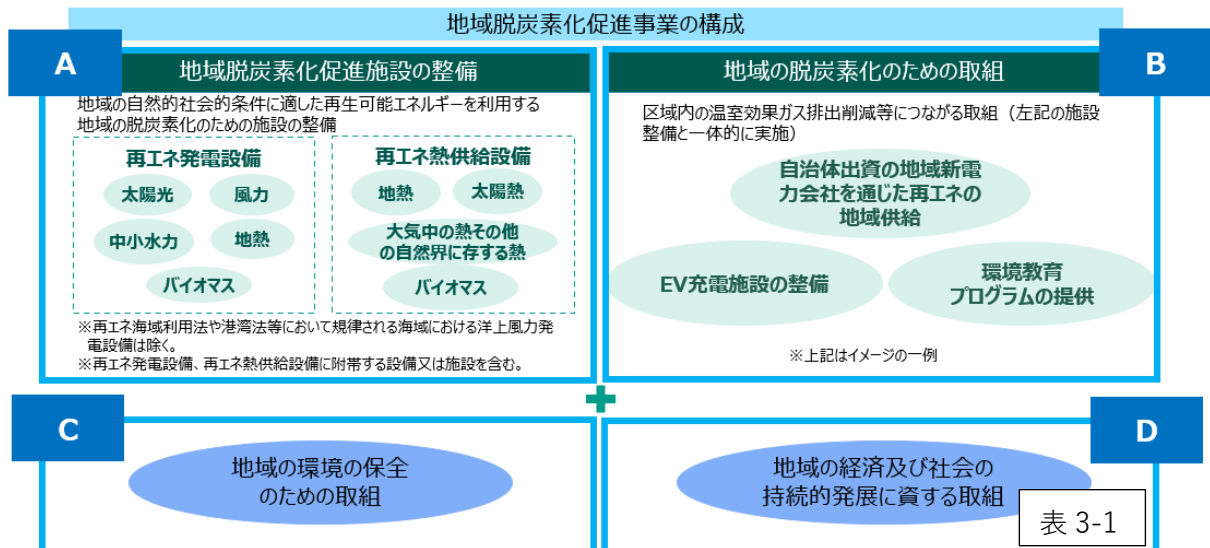 地域脱炭素化促進事業の構成
A
地域脱炭素化促進施設の整備
地域の自然的社会的条件に適した再生可能エネルギーを利用する
地域の脱炭素化のための施設の整備
再エネ発電設備
太陽光
風力
中小水力
地熱
バイオマス
再エネ熱供給設備
地熱
太陽熱
大気中の熱その他
の自然界に存する熱
バイオマス
※再エネ海域利用法や港湾法等において規律される海域における洋上風力発
電設備は除く。
※再エネ発電設備、再エネ熱供給設備に附帯する設備又は施設を含む。
B
地域の脱炭素化のための取組
区域内の温室効果ガス排出削減等につながる取組（左記の施設
整備と一体的に実施）
自治体出資の地域新電
力会社を通じた再エネの
地域供給
EV充電施設の整備
環境教育
プログラムの提供
※上記はイメージの一例
+
C
地域の環境の保全
のための取組
D
地域の経済及び社会の
持続的発展に資する取組
表 3-1